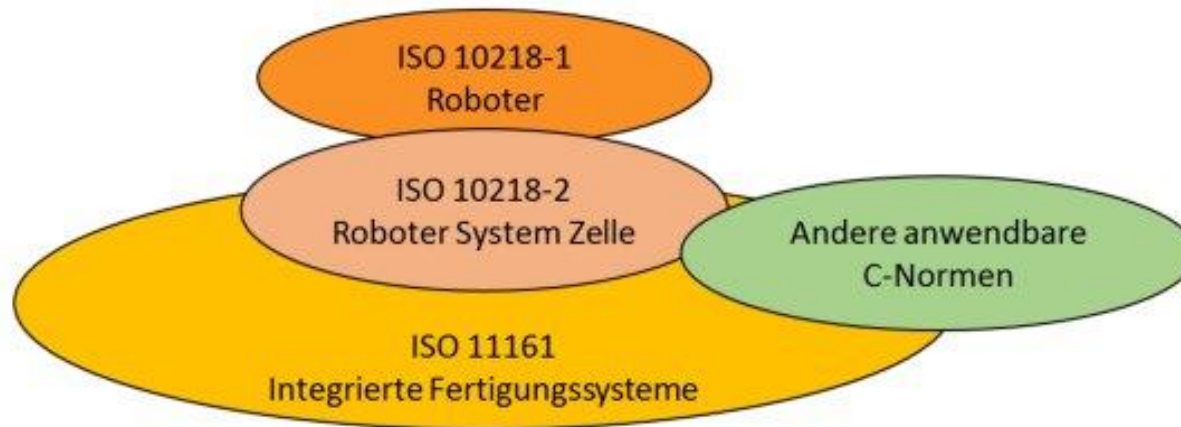 ISO 10218-1
Roboter
ISO 10218-2
Roboter System Zelle
Andere anwendbare
C-Normen
ISO 11161
Integrierte Fertigungssysteme